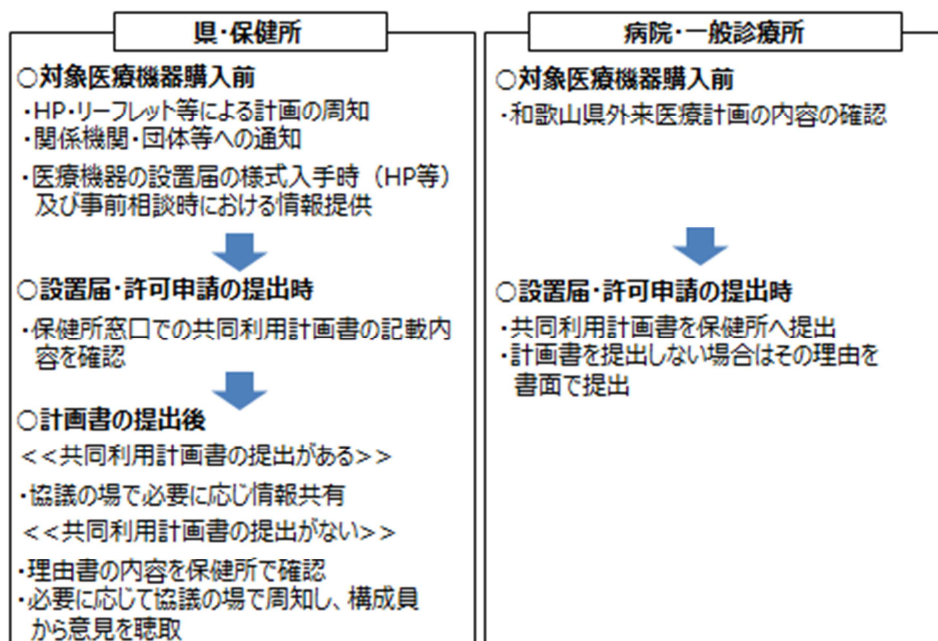 県・保健所
○対象医療機器購入前
・HP・リーフレット等による計画の周知
・関係機関・団体等への通知
・医療機器の設置届の様式入手時（HP等）
及び事前相談時における情報提供
○設置届・許可申請の提出時
・保健所窓口での共同利用計画書の記載内
容を確認
○計画書の提出後
<<共同利用計画書の提出がある>>
・協議の場で必要に応じ情報共有
<<共同利用計画書の提出がない>>
・理由書の内容を保健所で確認
・必要に応じて協議の場で周知し、構成員
から意見を聴取
病院・一般診療所
○対象医療機器購入前
・和歌山県外来医療計画の内容の確認
○設置届・許可申請の提出時
・共同利用計画書を保健所へ提出
・計画書を提出しない場合はその理由を
書面で提出